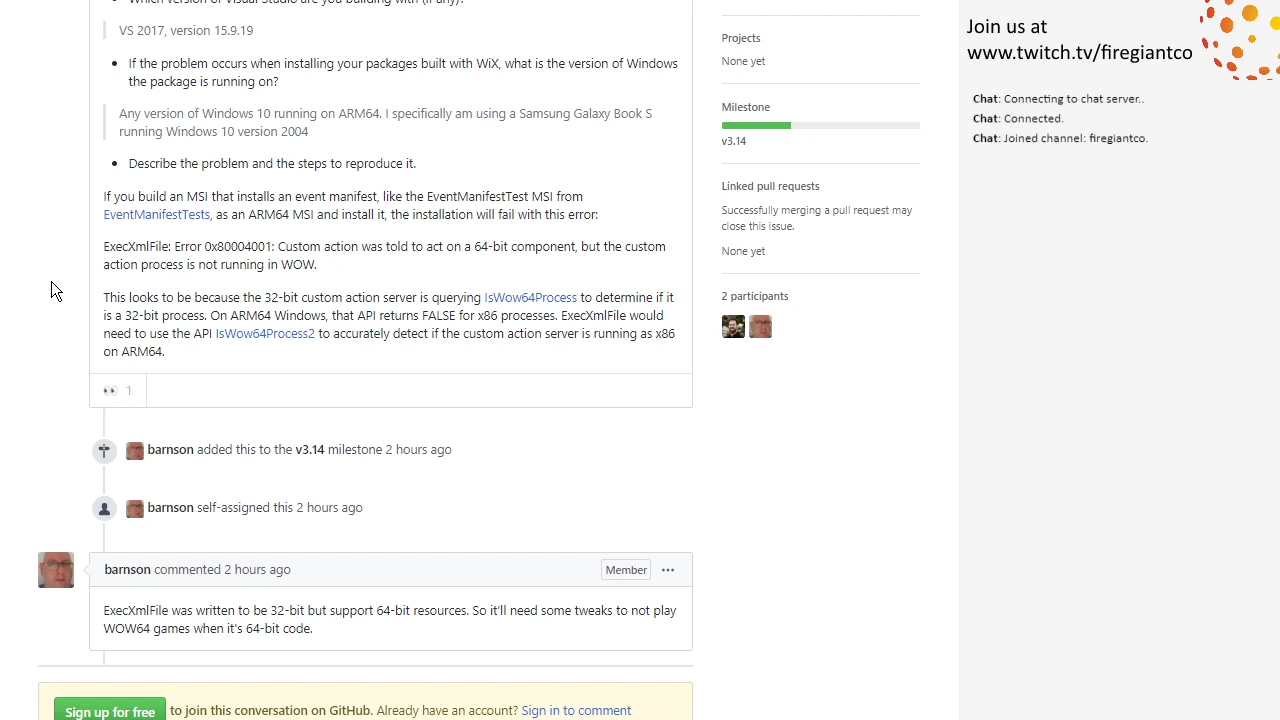 Which version of Visual Studio are you building with (if any)?
VS 2017, version 15.9.19
If the problem occurs when installing your packages built with WiX, what is the version of Windows
the package is running on?
Any version of Windows 10 running on ARM64. I specifically am using a Samsung Galaxy Book S
running Windows 10 version 2004
Describe the problem and the steps to reproduce it.
If you build an MSI that installs an event manifest, like the EventManifestTest MSI from
EventManifestTests, as an ARM64 MSI and install it, the installation will fail with this error:
ExecXmlFile: Error 0x80004001: Custom action was told to act on a 64-bit component, but the custom
action process is not running in WOW.
This looks to be because the 32-bit custom action server is querying IsWow64Process to determine if it
is a 32-bit process. On ARM64 Windows, that API returns FALSE for x86 processes. ExecXmlFile would
need to use the API IsWow64Process2 to accurately detect if the custom action server is running as x86
on ARM64.
1
barnson added this to the v3.14 milestone 2 hours ago
barnson self-assigned this 2 hours ago
barnson commented 2 hours ago
Member
ExecXmlFile was written to be 32-bit but support 64-bit resources. So it'll need some tweaks to not play
WOW64 games when it's 64-bit code.
Sign up for free to join this conversation on GitHub. Already have an account? Sign in to comment
Projects
None yet
Milestone
v3.14
Linked pull requests
Successfully merging a pull request may
close this issue.
None yet
2 participants
Join us at
www.twitch.tv/firegiantco
Chat: Connecting to chat server..
Chat: Connected.
Chat: Joined channel: firegiantco.